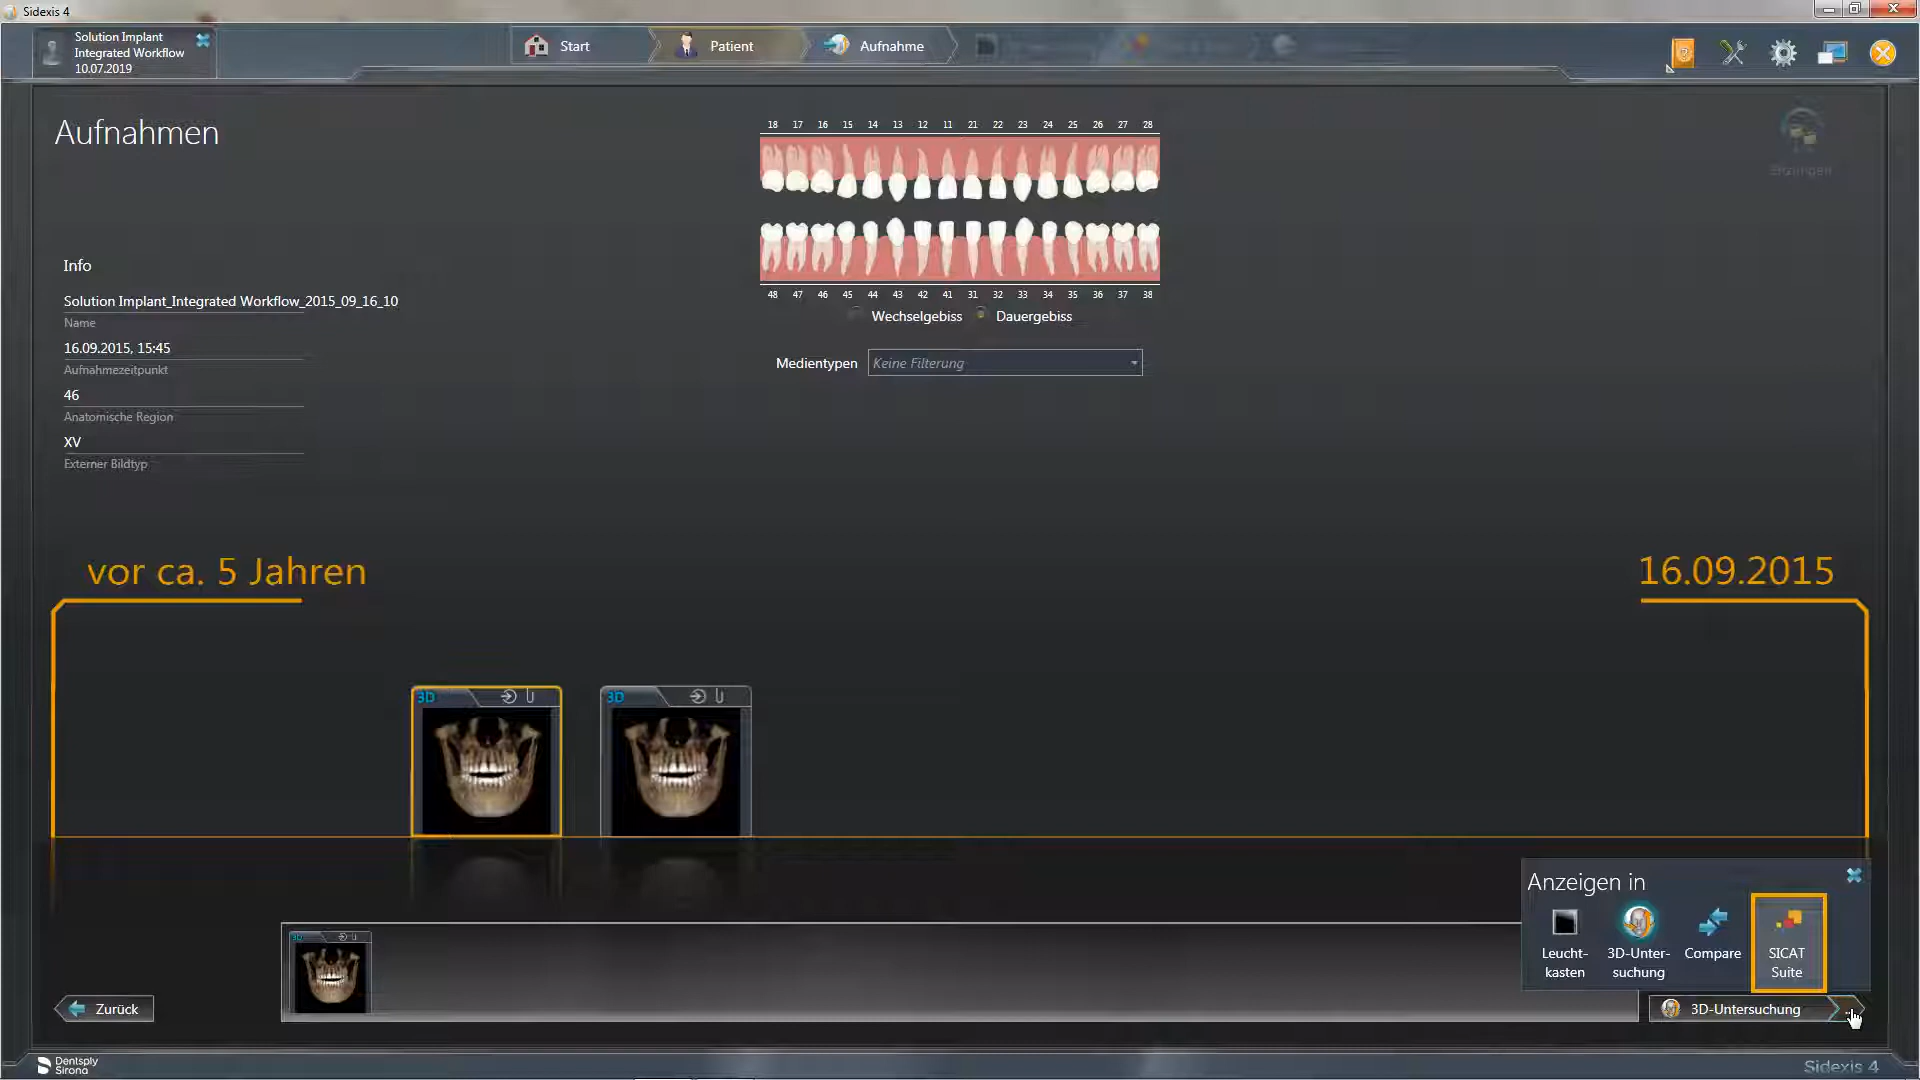 Sidexis 4
Solution Implant
Integrated Workflow
10.07.2019
Start
Patient
Aufnahme
Aufnahmen
18 17 16 15 14 13 12 11 21 22 23 24 25 26 27 28
48 47 46 45 44 43 42 41 31 32 33 34 35 36 37 38
Wechselgebiss Dauergebiss
Medientypen Keine Filterung
Info
Solution Implant_Integrated Workflow_2015_09_16_10
Name
16.09.2015, 15:45
Aufnahmezeitpunkt
46
Anatomische Region
XV
Externer Bildtyp
vor ca. 5 Jahren
16.09.2015
3D
3D
Anzeigen in
Leucht-
kasten
3D-Unter-
suchung
Compare
SICAT
Suite
3D
Zurück
3D-Untersuchung
Dentsply
Sirona
Sidexis 4